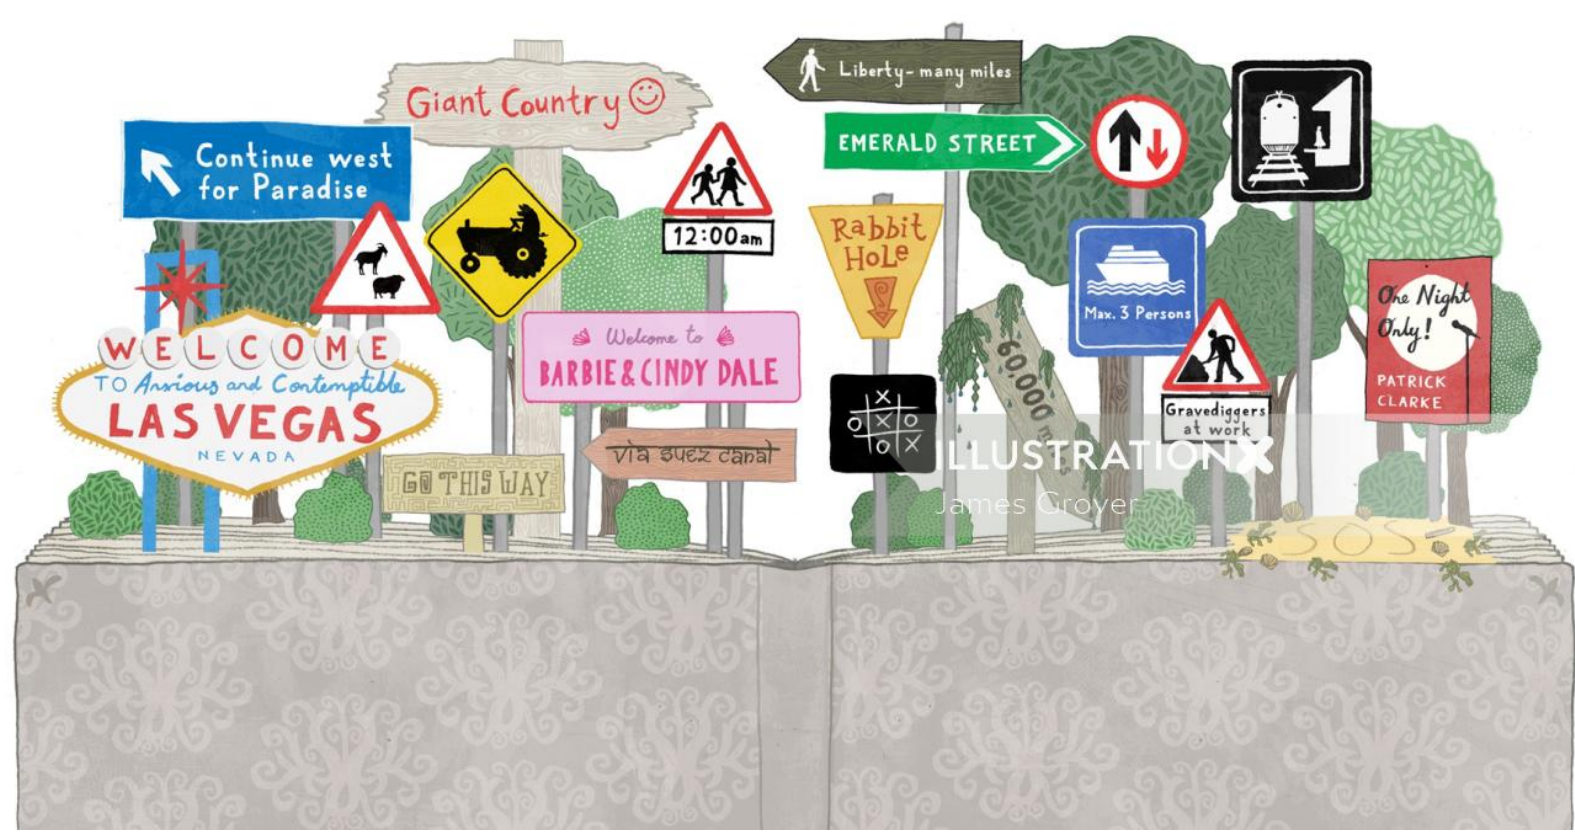 Continue west
for Paradise
Giant Country
12:00am
WELCOME
TO Anxious and Contemptible
LAS VEGAS
NEVADA
Welcome to
BARBIE & CINDY DALE
GO THIS WAY
via suez canal
Liberty - many miles
EMERALD STREET
Rabbit
HOLE
X
O X O
O X
60,000
Max. 3 Persons
Gravediggers
at work
One Night
Only!
PATRICK
CLARKE
SOS
ILLUSTRATIONX
James Grover